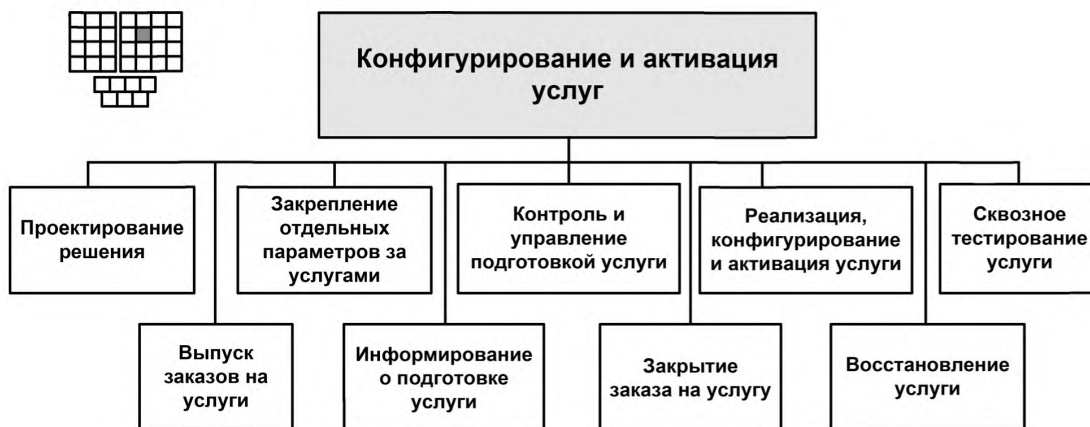 Конфигурирование и активация
услуг
Проектирование
решения
Закрепление
отдельных
параметров за
услугами
Контроль и
управление
подготовкой услуги
Реализация,
конфигурирование
и активация услуги
Сквозное
тестирование
услуги
Выпуск
заказов на
услуги
Информирование
о подготовке
услуги
Закрытие
заказа на услугу
Восстановление
услуги